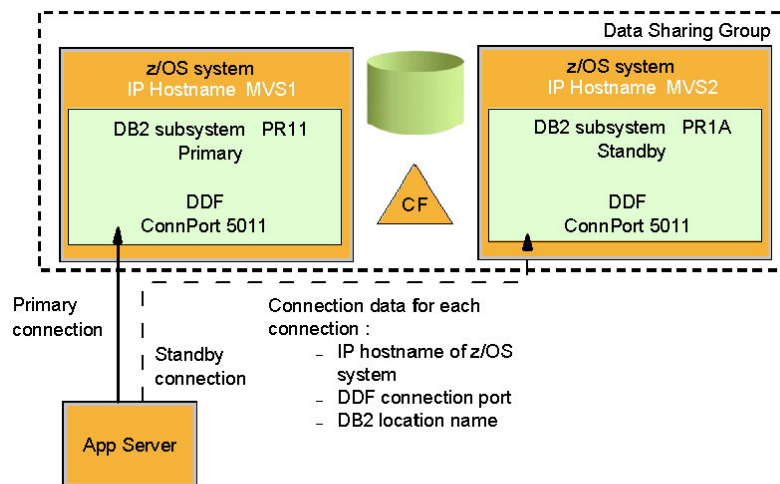 Data Sharing Group
z/OS system
IP Hostname MVS1
DB2 subsystem PR11
Primary
DDF
ConnPort 5011
CF
z/OS system
IP Hostname MVS2
DB2 subsystem PR1A
Standby
DDF
ConnPort 5011
Primary
connection
Standby
connection
Connection data for each
connection :
– IP hostname of z/OS
system
– DDF connection port
– DB2 location name
App Server